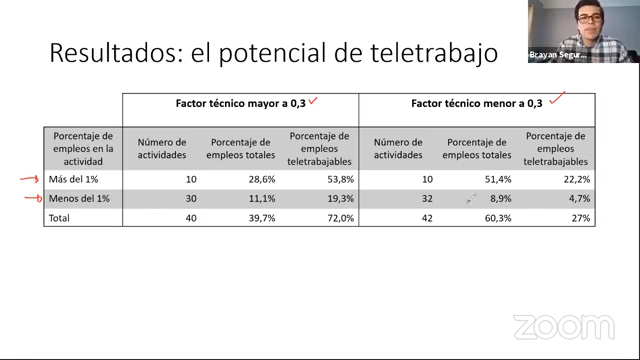 Resultados: el potencial de teletrabajo
Brayan Segur...
Factor técnico mayor a 0,3
Factor técnico menor a 0,3
Porcentaje de empleos en la actividad
Número de actividades
Porcentaje de empleos totales
Porcentaje de empleos teletrabajables
Número de actividades
Porcentaje de empleos totales
Porcentaje de empleos teletrabajables
Más del 1% 10 28,6% 53,8% 10 51,4% 22,2%
Menos del 1% 30 11,1% 19,3% 32 8,9% 4,7%
Total 40 39,7% 72,0% 42 60,3% 27%
zoom